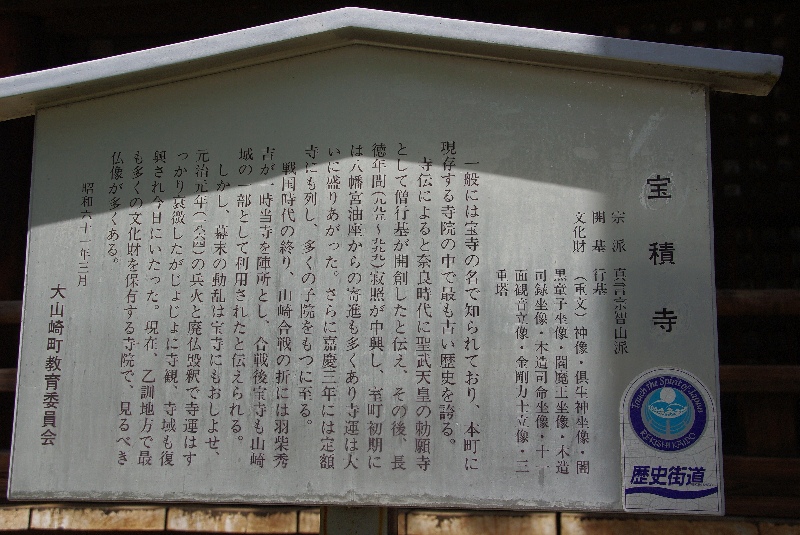 宝積寺
宗派　真言宗智山派
開基　行基
文化財　（重文）神像・倶生神坐像・闇
黒童子坐像・閻魔王坐像・木造
司録坐像・木造司命坐像・十一
面観音立像・金剛力士立像・三
重塔
一般には宝寺の名で知られており、本町に
現存する寺院の中で最も古い歴史を誇る。
寺伝によると奈良時代に聖武天皇の勅願寺
として僧行基が開創したと伝え、その後、長
徳年間（九九五～九九九）寂照が中興し、室町初期に
は八幡宮油座からの寄進も多くあり寺運は大
いに盛りあがった。さらに嘉慶三年には定額
寺にも列し、多くの子院をもつに至る。
戦国時代の終り、山崎合戦の折には羽柴秀
吉が一時当寺を陣所とし、合戦後宝寺も山崎
城の一部として利用されたと伝えられる。
しかし、幕末の動乱は宝寺にもおしよせ、
元治元年（一八六四）の兵火と廃仏毀釈で寺運はす
っかり衰微したがじょじょに寺観、寺域も復
興され今日にいたった。現在、乙訓地方で最
も多くの文化財を保有する寺院で、見るべき
仏像が多くある。
昭和六十一年三月
大山崎町教育委員会
Travel the Spirit of Japan
REKISHI KAIDO
歴史街道